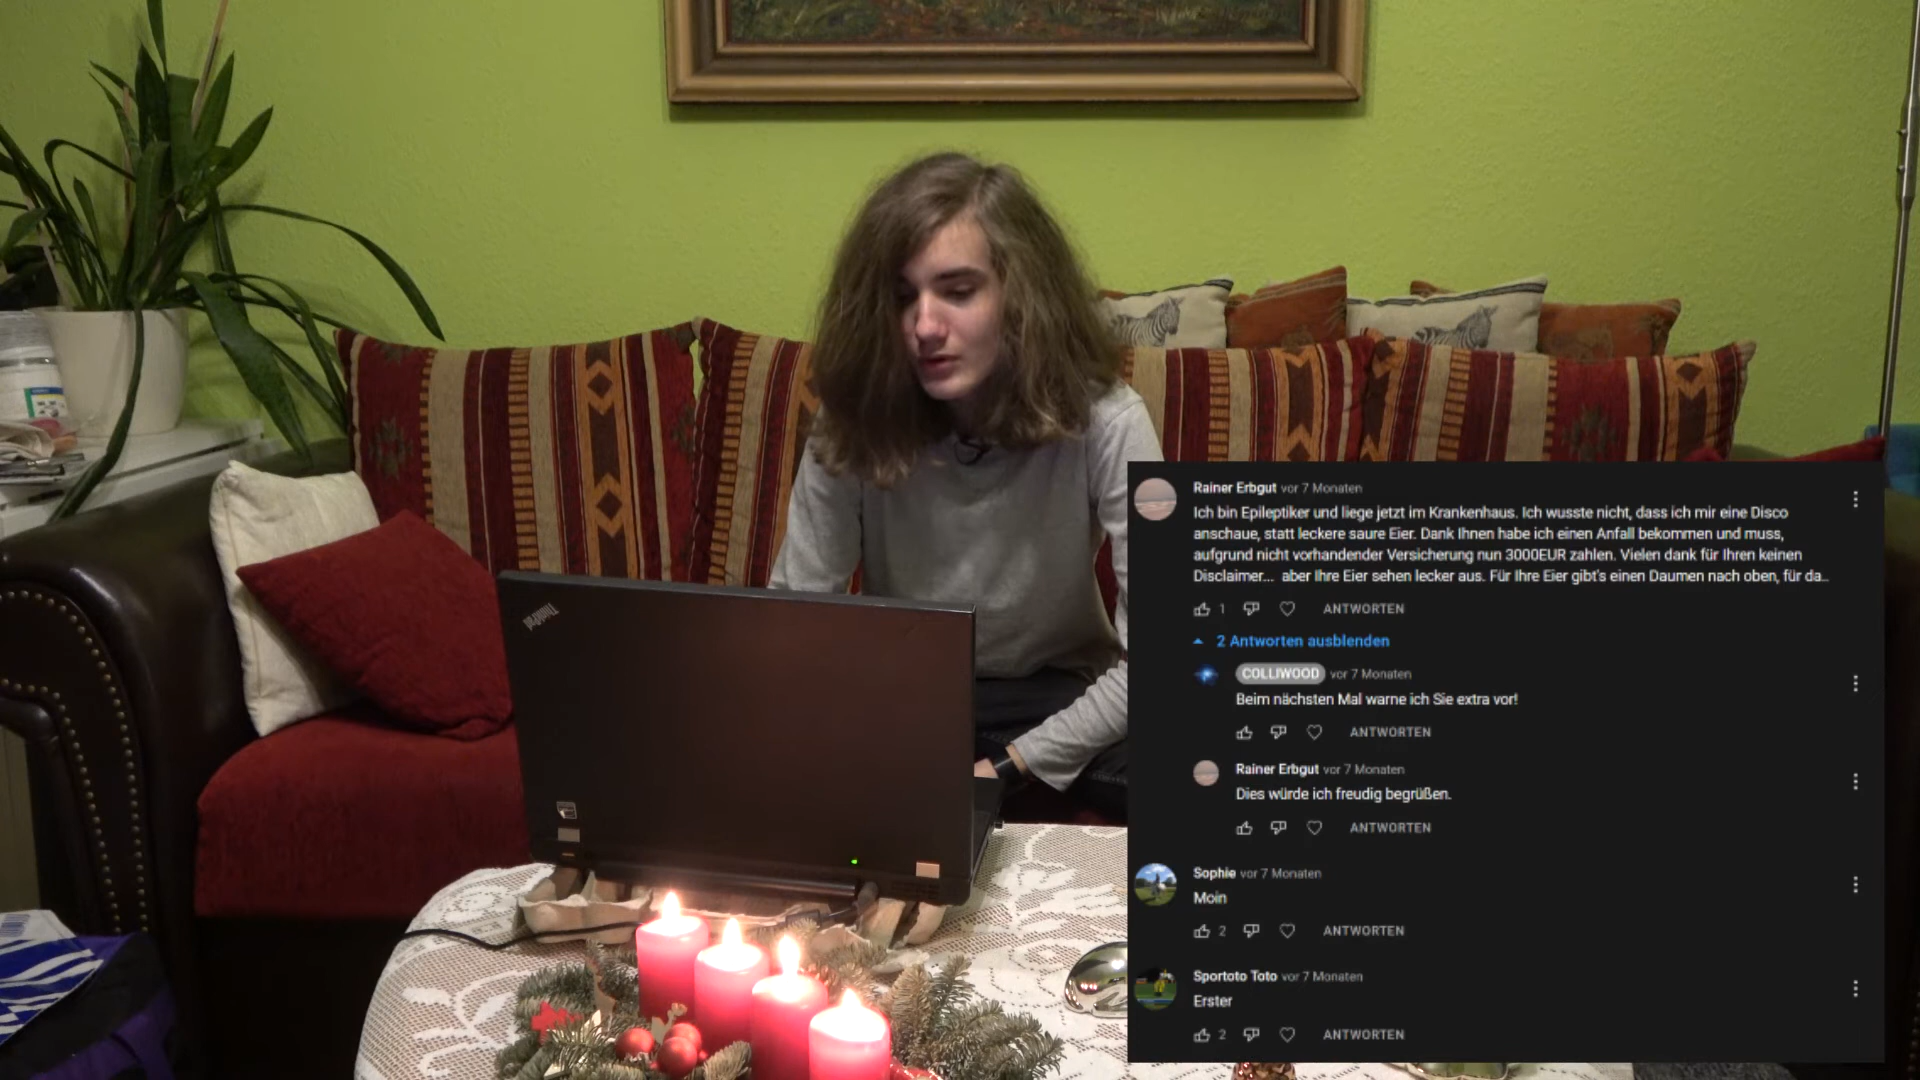 ThinkPad
Rainer Erbgut vor 7 Monaten
Ich bin Epileptiker und liege jetzt im Krankenhaus. Ich wusste nicht, dass ich mir eine Disco
anschaue, statt leckere saure Eier. Dank Ihnen habe ich einen Anfall bekommen und muss,
aufgrund nicht vorhandender Versicherung nun 3000EUR zahlen. Vielen dank für Ihren keinen
Disclaimer... aber Ihre Eier sehen lecker aus. Für Ihre Eier gibt's einen Daumen nach oben, für da...
1 ANTWORTEN
2 Antworten ausblenden
COLLIWOOD vor 7 Monaten
Beim nächsten Mal warne ich Sie extra vor!
ANTWORTEN
Rainer Erbgut vor 7 Monaten
Dies würde ich freudig begrüßen.
ANTWORTEN
Sophie vor 7 Monaten
Moin
2 ANTWORTEN
Sportoto Toto vor 7 Monaten
Erster
2 ANTWORTEN